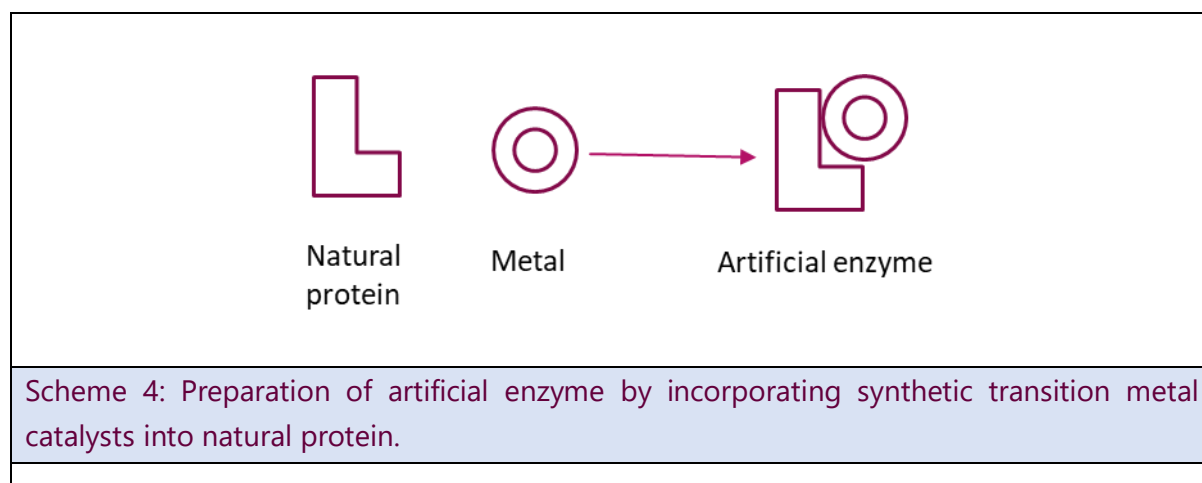 Natural
protein
Metal
Artificial enzyme
Scheme 4: Preparation of artificial enzyme by incorporating synthetic transition metal
catalysts into natural protein.